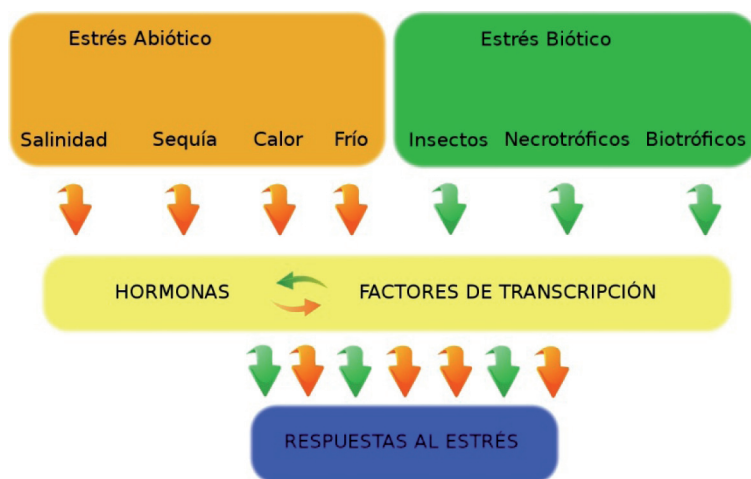 Estrés Abiótico
Estrés Biótico
Salinidad Sequía Calor Frío
Insectos Necrotróficos Biotróficos
HORMONAS
FACTORES DE TRANSCRIPCIÓN
RESPUESTAS AL ESTRÉS